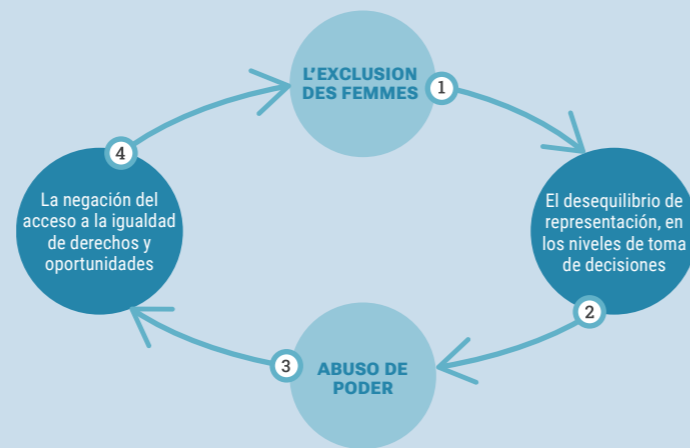 L'EXCLUSION
DES FEMMES
1
El desequilibrio de
representación, en
los niveles de toma
de decisiones
2
ABUSO DE
PODER
3
La negación del
acceso a la igualdad
de derechos y
oportunidades
4